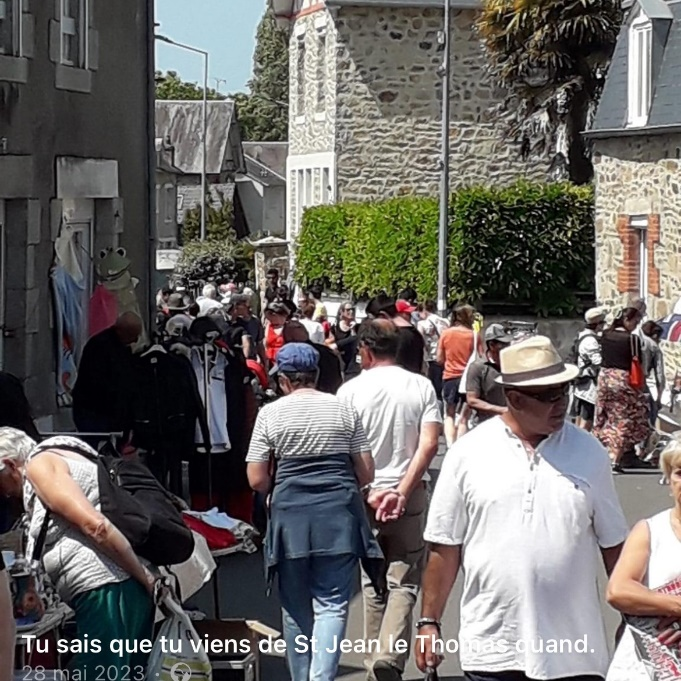 Tu sais que tu viens de St Jean le Thomas quand.
28 mai 2023 ·